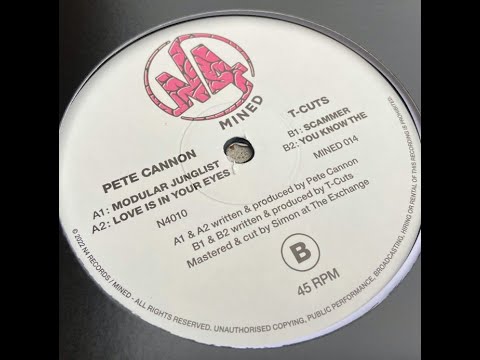 N4
MINED
PETE CANNON
A1: MODULAR JUNGLIST
A2: LOVE IS IN YOUR EYES
N4010
T-CUTS
B1: SCAMMER
B2: YOU KNOW THE
MINED 014
A1 & A2 written & produced by Pete Cannon
B1 & B2 written & produced by T-Cuts
Mastered & cut by Simon at The Exchange
B
45 RPM
© 2022 N4 RECORDS / MINED - ALL RIGHTS RESERVED. UNAUTHORISED COPYING, PUBLIC PERFORMANCE, BROADCASTING, HIRING OR RENTAL OF THIS RECORDING IS PROHIBITED.